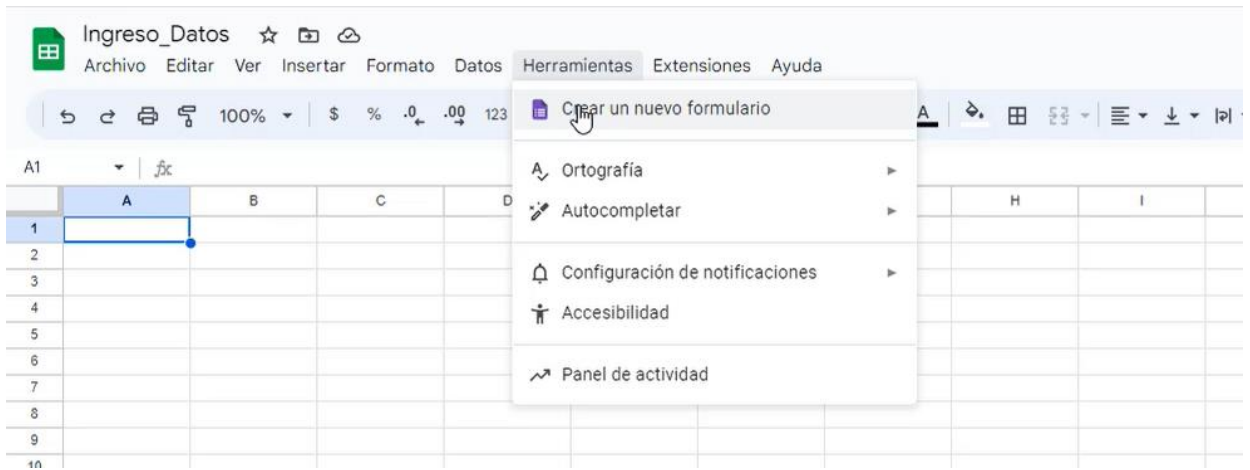 Ingreso_Datos
Archivo Editar Ver Insertar Formato Datos Herramientas Extensiones Ayuda
100% $ % .0 .00 123 A
Crear un nuevo formulario
A1 fx
Ortografía
A B C D H I
Autocompletar
1
2
Configuración de notificaciones
3
Accesibilidad
4
5
6
Panel de actividad
7
8
9
10